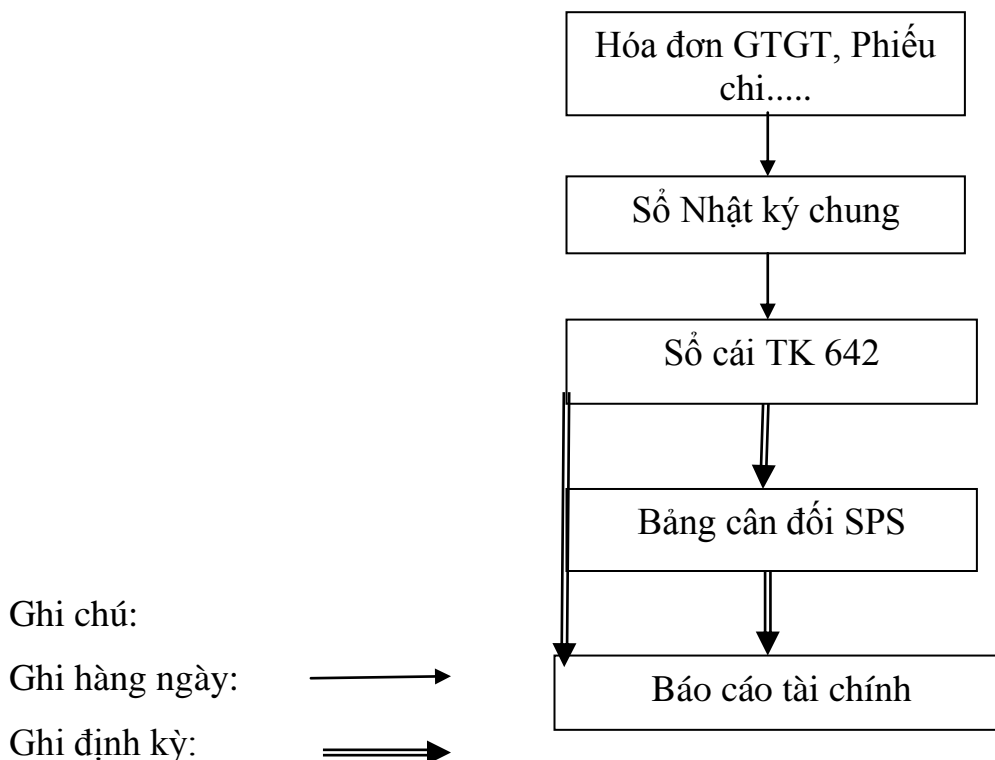 Hóa đơn GTGT, Phiếu
chi.....
Sổ Nhật ký chung
Sổ cái TK 642
Bảng cân đối SPS
Báo cáo tài chính
Ghi chú:
Ghi hàng ngày:
Ghi định kỳ: